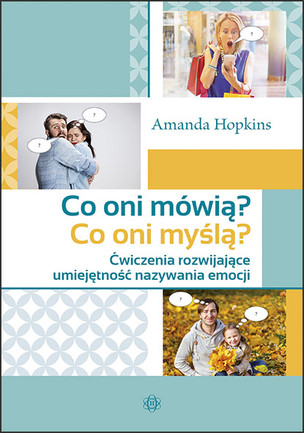 ?
?
?
Amanda Hopkins
Co oni mówią?
Co oni myślą?
Ćwiczenia rozwijające
umiejętność nazywania emocji
?
?